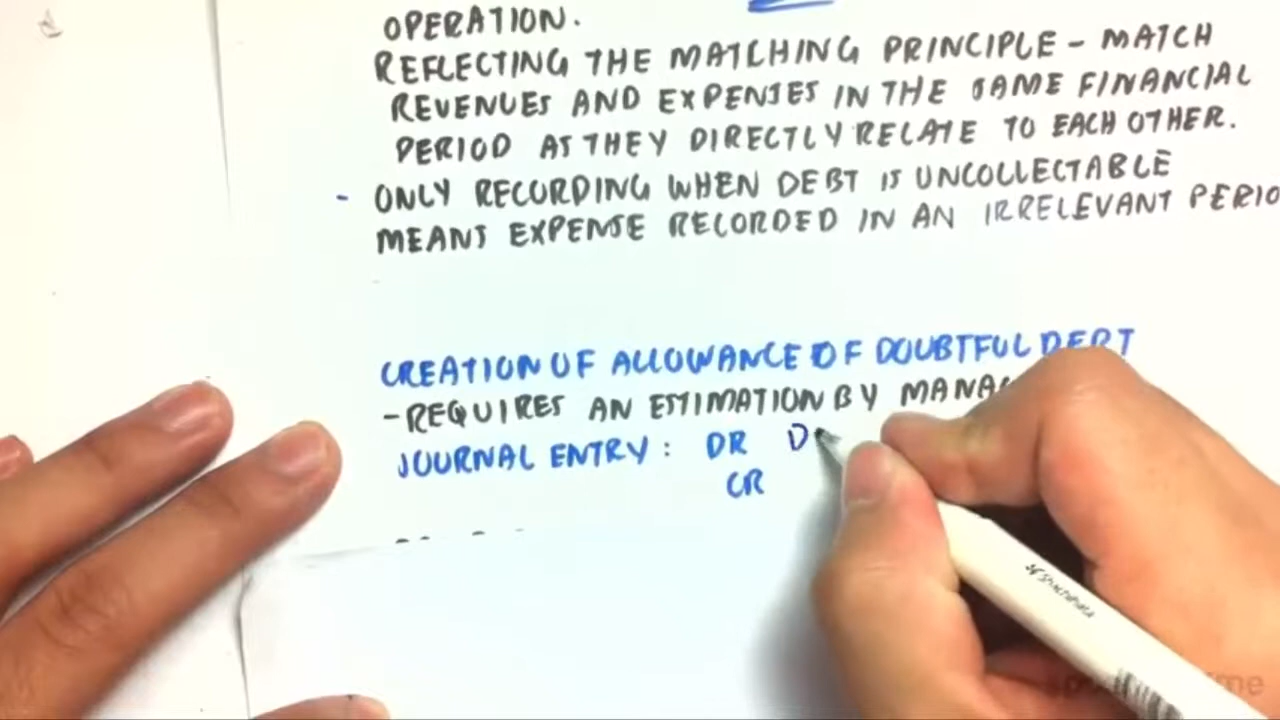 OPERATION.
REFLECTING THE MATCHING PRINCIPLE - MATCH
REVENUES AND EXPENSES IN THE SAME FINANCIAL
PERIOD AS THEY DIRECTLY RELATE TO EACH OTHER.
- ONLY RECORDING WHEN DEBT IS UNCOLLECTABLE
MEANS EXPENSE RECORDED IN AN IRRELEVANT PERIO
CREATION OF ALLOWANCE OF DOUBTFUL DEBT
- REQUIRES AN ESTIMATION BY MANAG
JOURNAL ENTRY: DR D
CR